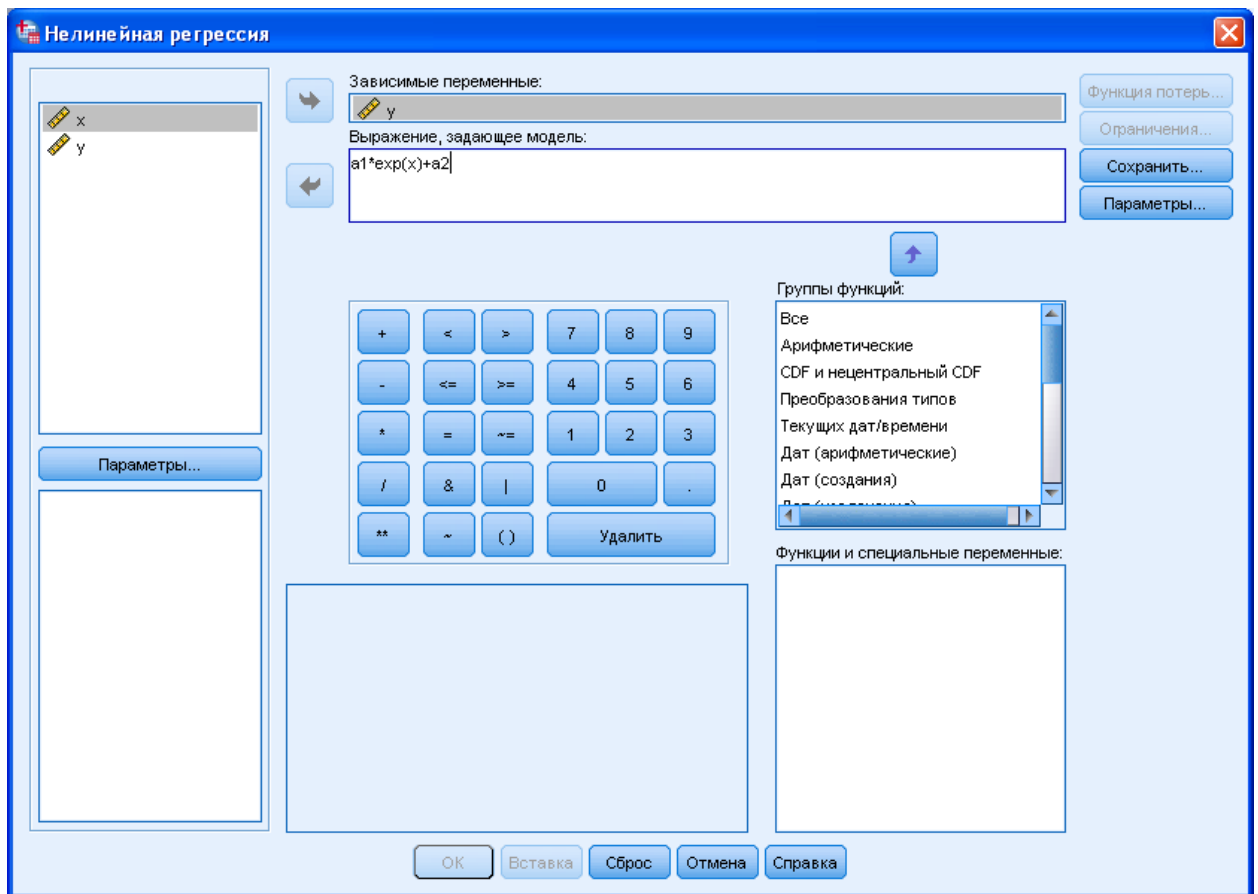 Нелинейная регрессия
x
y
Параметры...
Зависимые переменные:
y
Выражение, задающее модель:
a1*exp(x)+a2
Функция потерь...
Ограничения...
Сохранить...
Параметры...
+ < > 7 8 9
- <= >= 4 5 6
* = ~= 1 2 3
/ & | 0 .
** ~ ( ) Удалить
Группы функций:
Все
Арифметические
CDF и нецентральный CDF
Преобразования типов
Текущих дат/времени
Дат (арифметические)
Дат (создания)
Функции и специальные переменные:
OK Вставка Сброс Отмена Справка